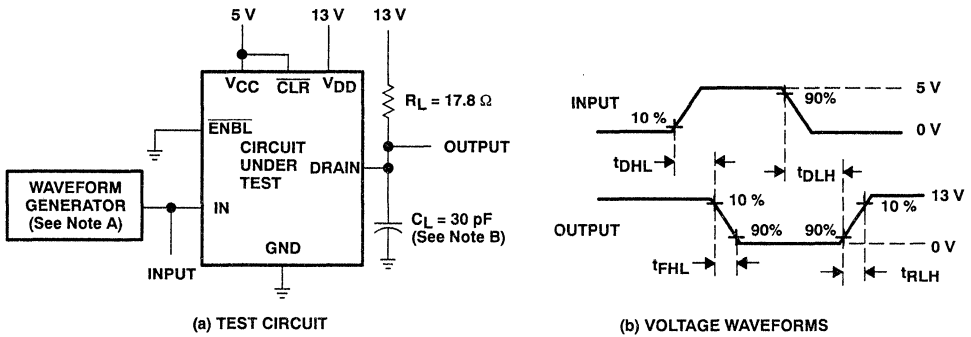 5 V
13 V
13 V
VCC
CLR
VDD
RL = 17.8 Ω
ENBL
CIRCUIT
UNDER
TEST
DRAIN
OUTPUT
WAVEFORM
GENERATOR
(See Note A)
IN
CL = 30 pF
(See Note B)
GND
INPUT
(a) TEST CIRCUIT
INPUT
10 %
90%
5 V
0 V
tDHL
tDLH
OUTPUT
10 %
90%
90%
10 %
13 V
0 V
tFHL
tRLH
(b) VOLTAGE WAVEFORMS